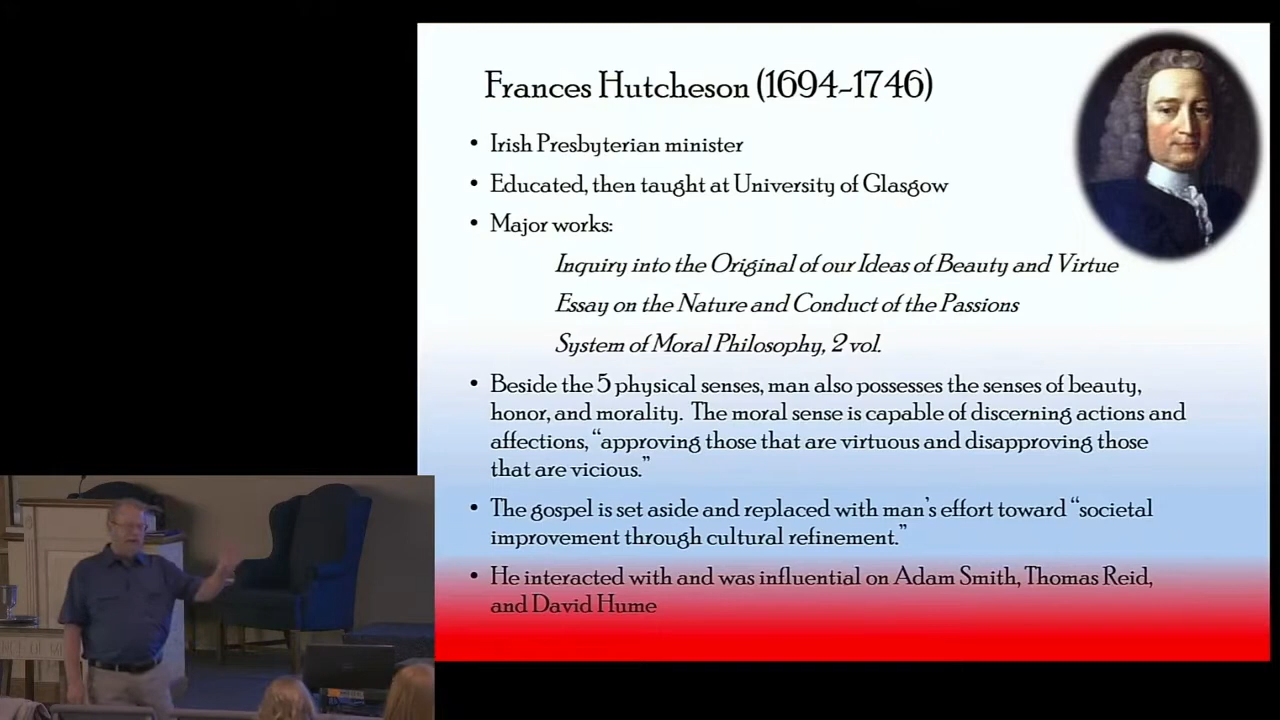 Frances Hutcheson (1694-1746)
• Irish Presbyterian minister
• Educated, then taught at University of Glasgow
• Major works:
Inquiry into the Original of our Ideas of Beauty and Virtue
Essay on the Nature and Conduct of the Passions
System of Moral Philosophy, 2 vol.
• Beside the 5 physical senses, man also possesses the senses of beauty,
honor, and morality. The moral sense is capable of discerning actions and
affections, “approving those that are virtuous and disapproving those
that are vicious.”
• The gospel is set aside and replaced with man’s effort toward “societal
improvement through cultural refinement.”
• He interacted with and was influential on Adam Smith, Thomas Reid,
and David Hume